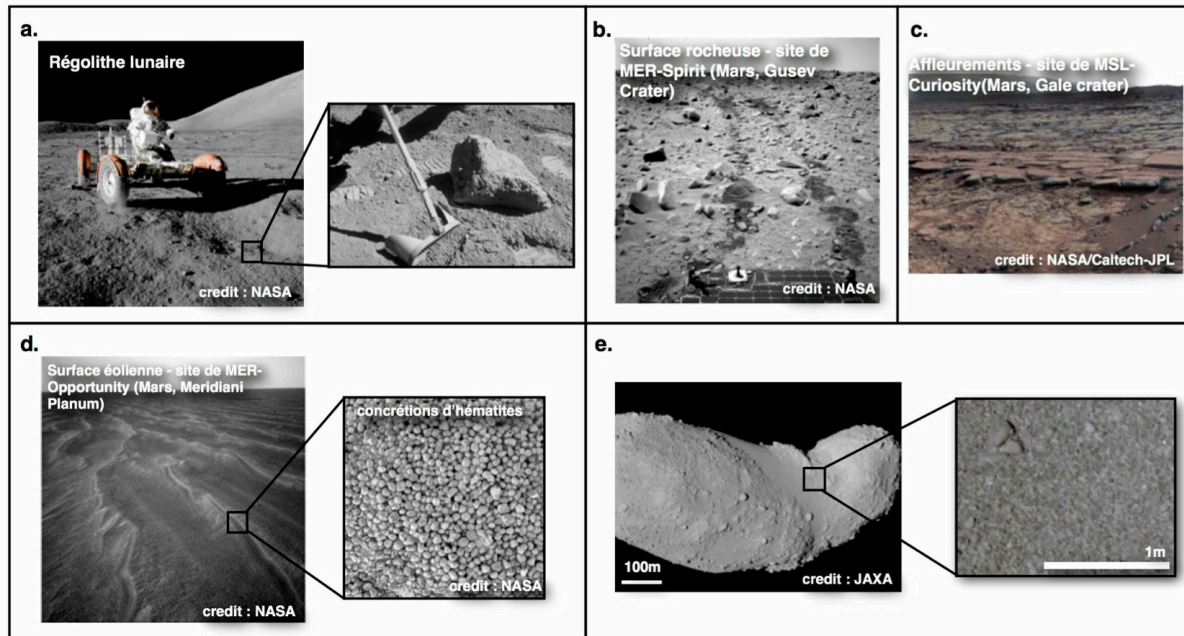 a.
Régolithe lunaire
credit : NASA
b.
Surface rocheuse - site de
MER-Spirit (Mars, Gusev
Crater)
credit : NASA
c.
Affleurements - site de MSL-
Curiosity(Mars, Gale crater)
credit : NASA/Caltech-JPL
d.
Surface éolienne - site de MER-
Opportunity (Mars, Meridiani
Planum)
credit : NASA
concrétions d'hématites
credit : NASA
e.
100m
credit : JAXA
1m